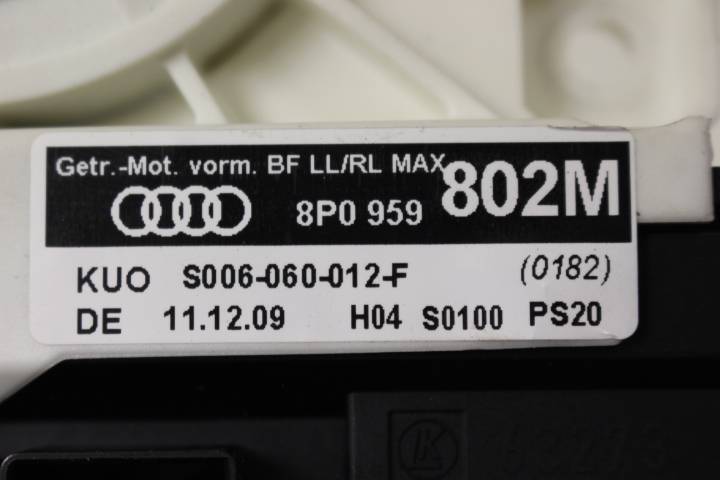 Getr.-Mot. vorm. BF LL/RL MAX
8P0 959 802M
KUO S006-060-012-F (0182)
DE 11.12.09 H04 S0100 PS20